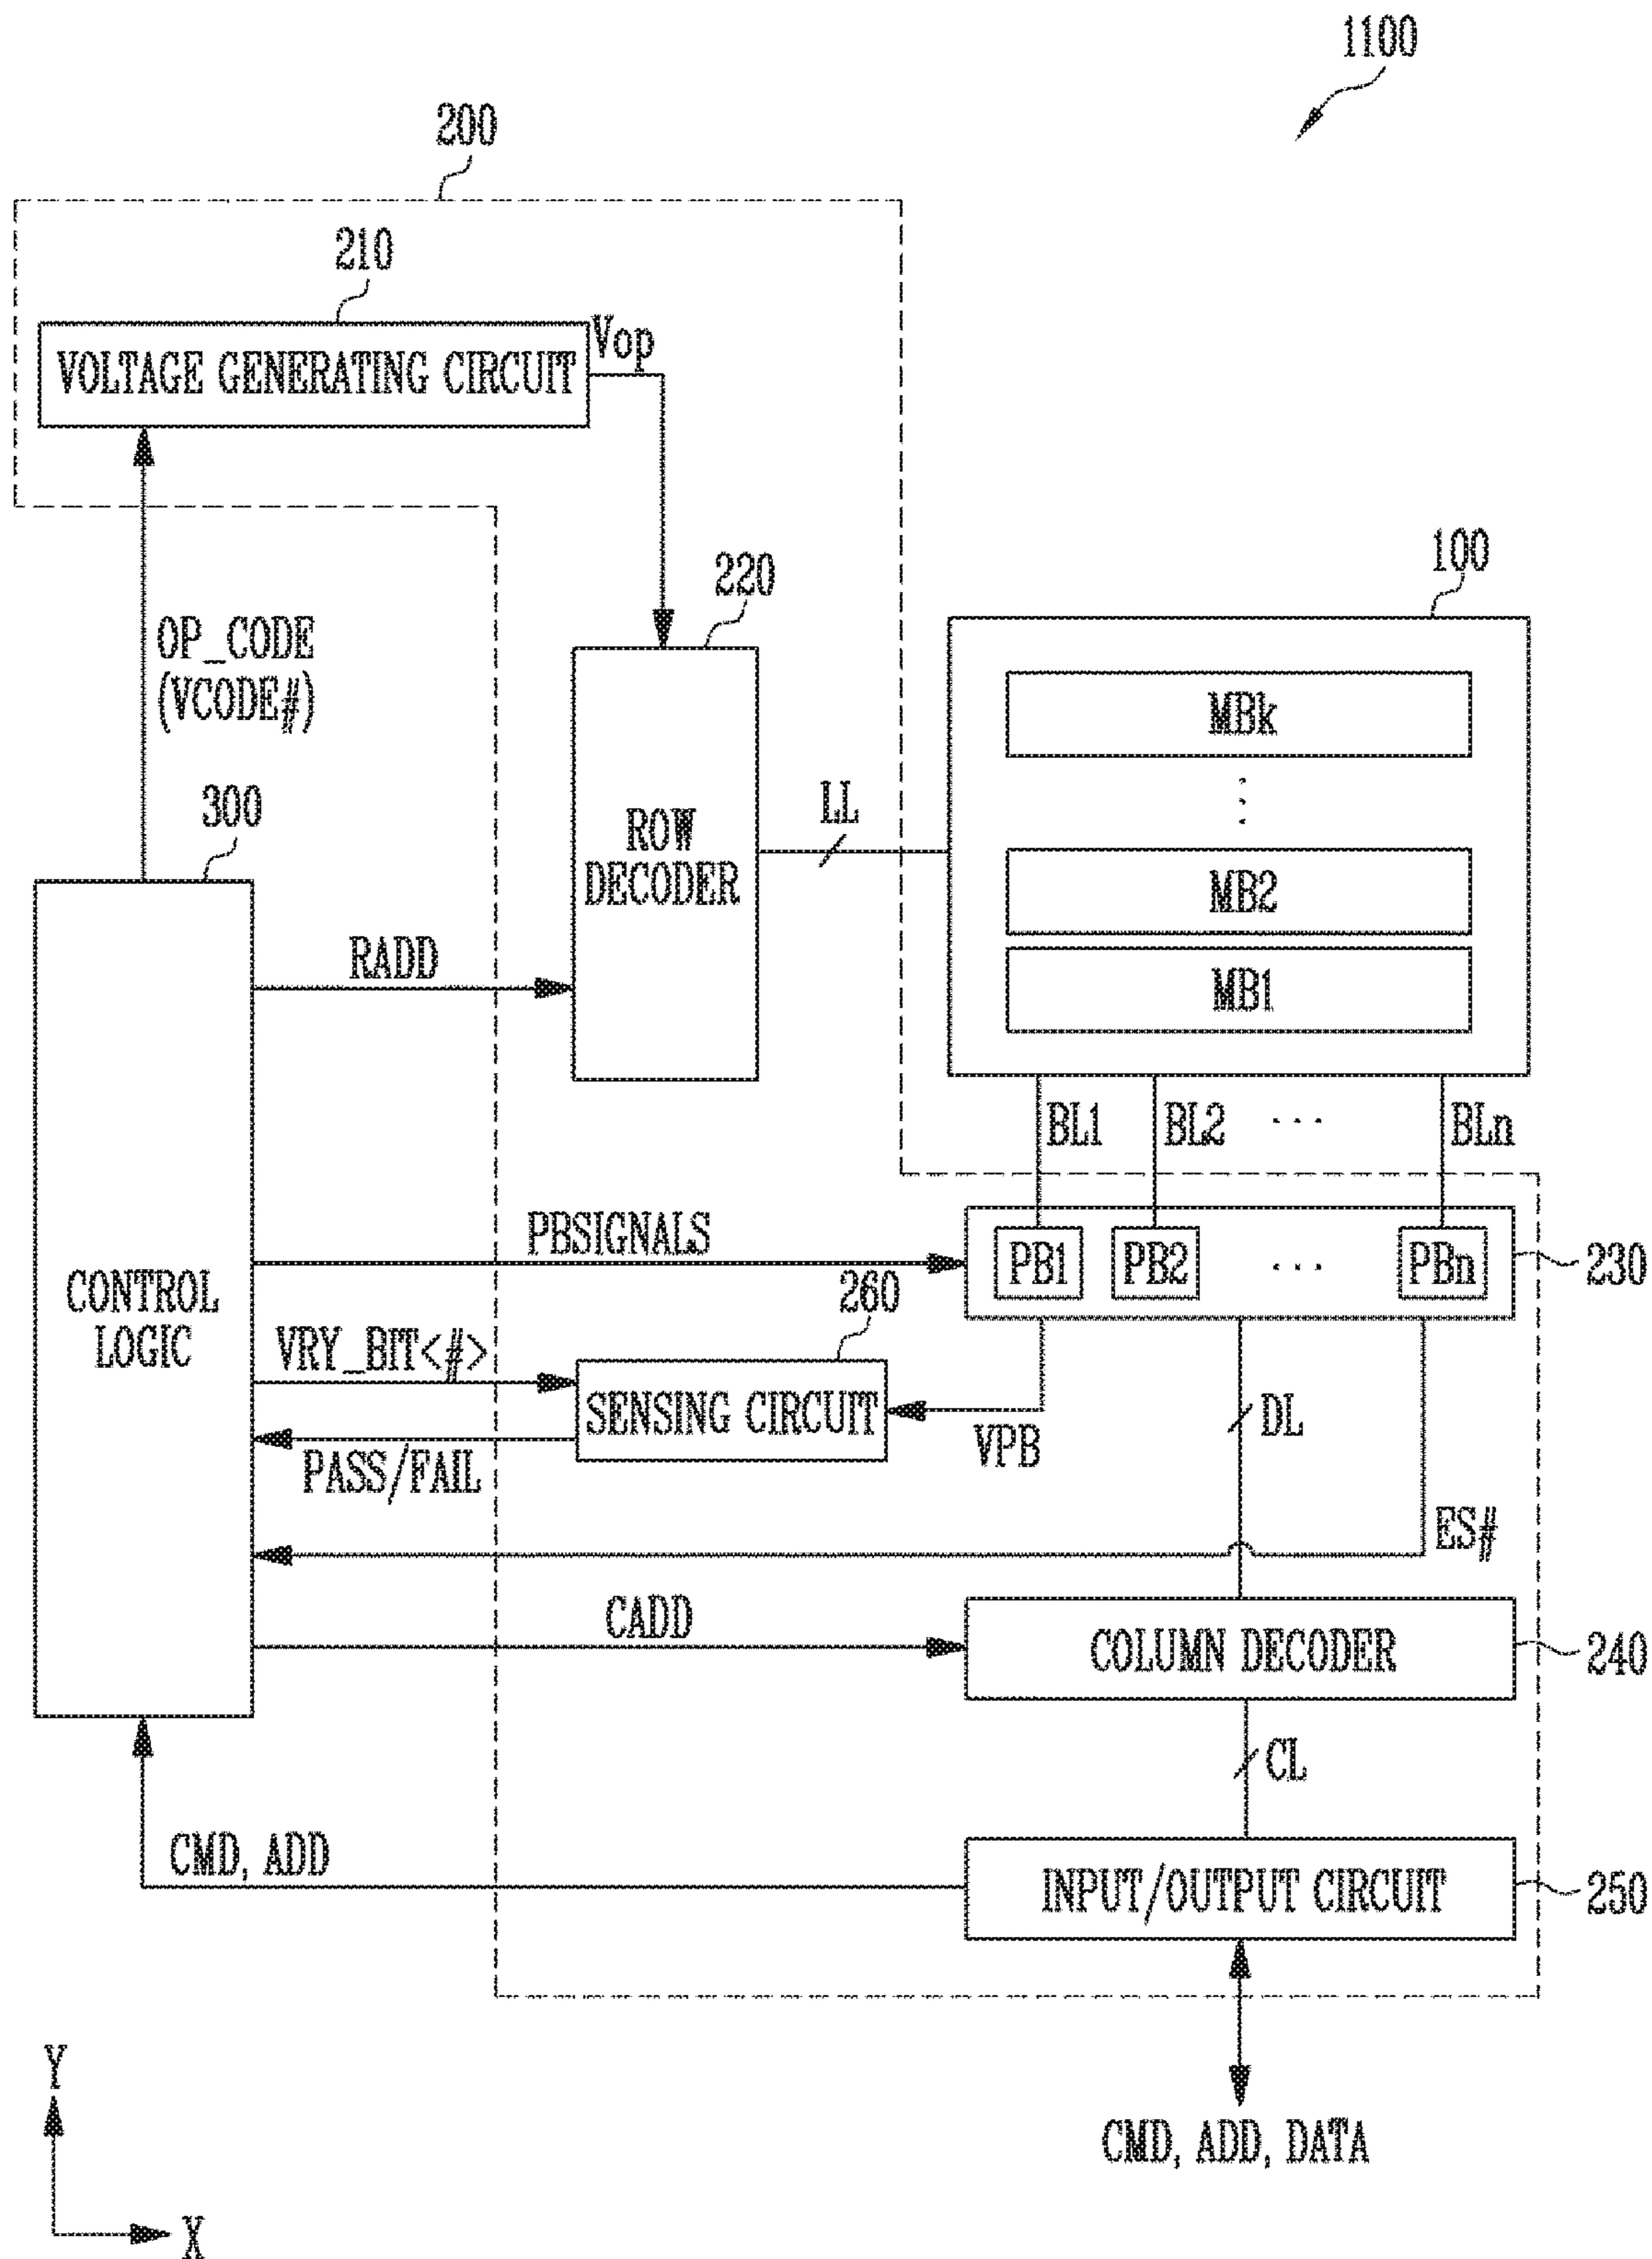 1100
200
210
VOLTAGE GENERATING CIRCUIT
Vop
220
100
OP_CODE
(VCODE#)
MBk
300
LL
ROW
DECODER
MB2
RADD
MB1
BL1
BL2
...
BLn
PBSIGNALS
PB1
PB2
...
PBn
230
CONTROL
LOGIC
260
VRY_BIT<#>
SENSING CIRCUIT
VPB
DL
PASS/FAIL
ES#
CADD
COLUMN DECODER
240
CL
CMD, ADD
INPUT/OUTPUT CIRCUIT
250
Y
CMD, ADD, DATA
X